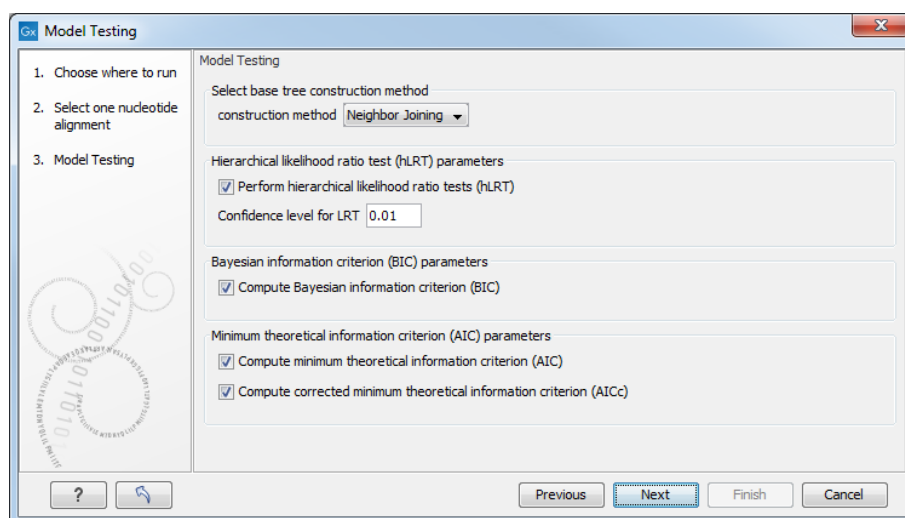 Gx Model Testing
1. Choose where to run
2. Select one nucleotide
alignment
3. Model Testing
Model Testing
Select base tree construction method
construction method Neighbor Joining
Hierarchical likelihood ratio test (hLRT) parameters
Perform hierarchical likelihood ratio tests (hLRT)
Confidence level for LRT 0.01
Bayesian information criterion (BIC) parameters
Compute Bayesian information criterion (BIC)
Minimum theoretical information criterion (AIC) parameters
Compute minimum theoretical information criterion (AIC)
Compute corrected minimum theoretical information criterion (AICc)
? Previous Next Finish Cancel